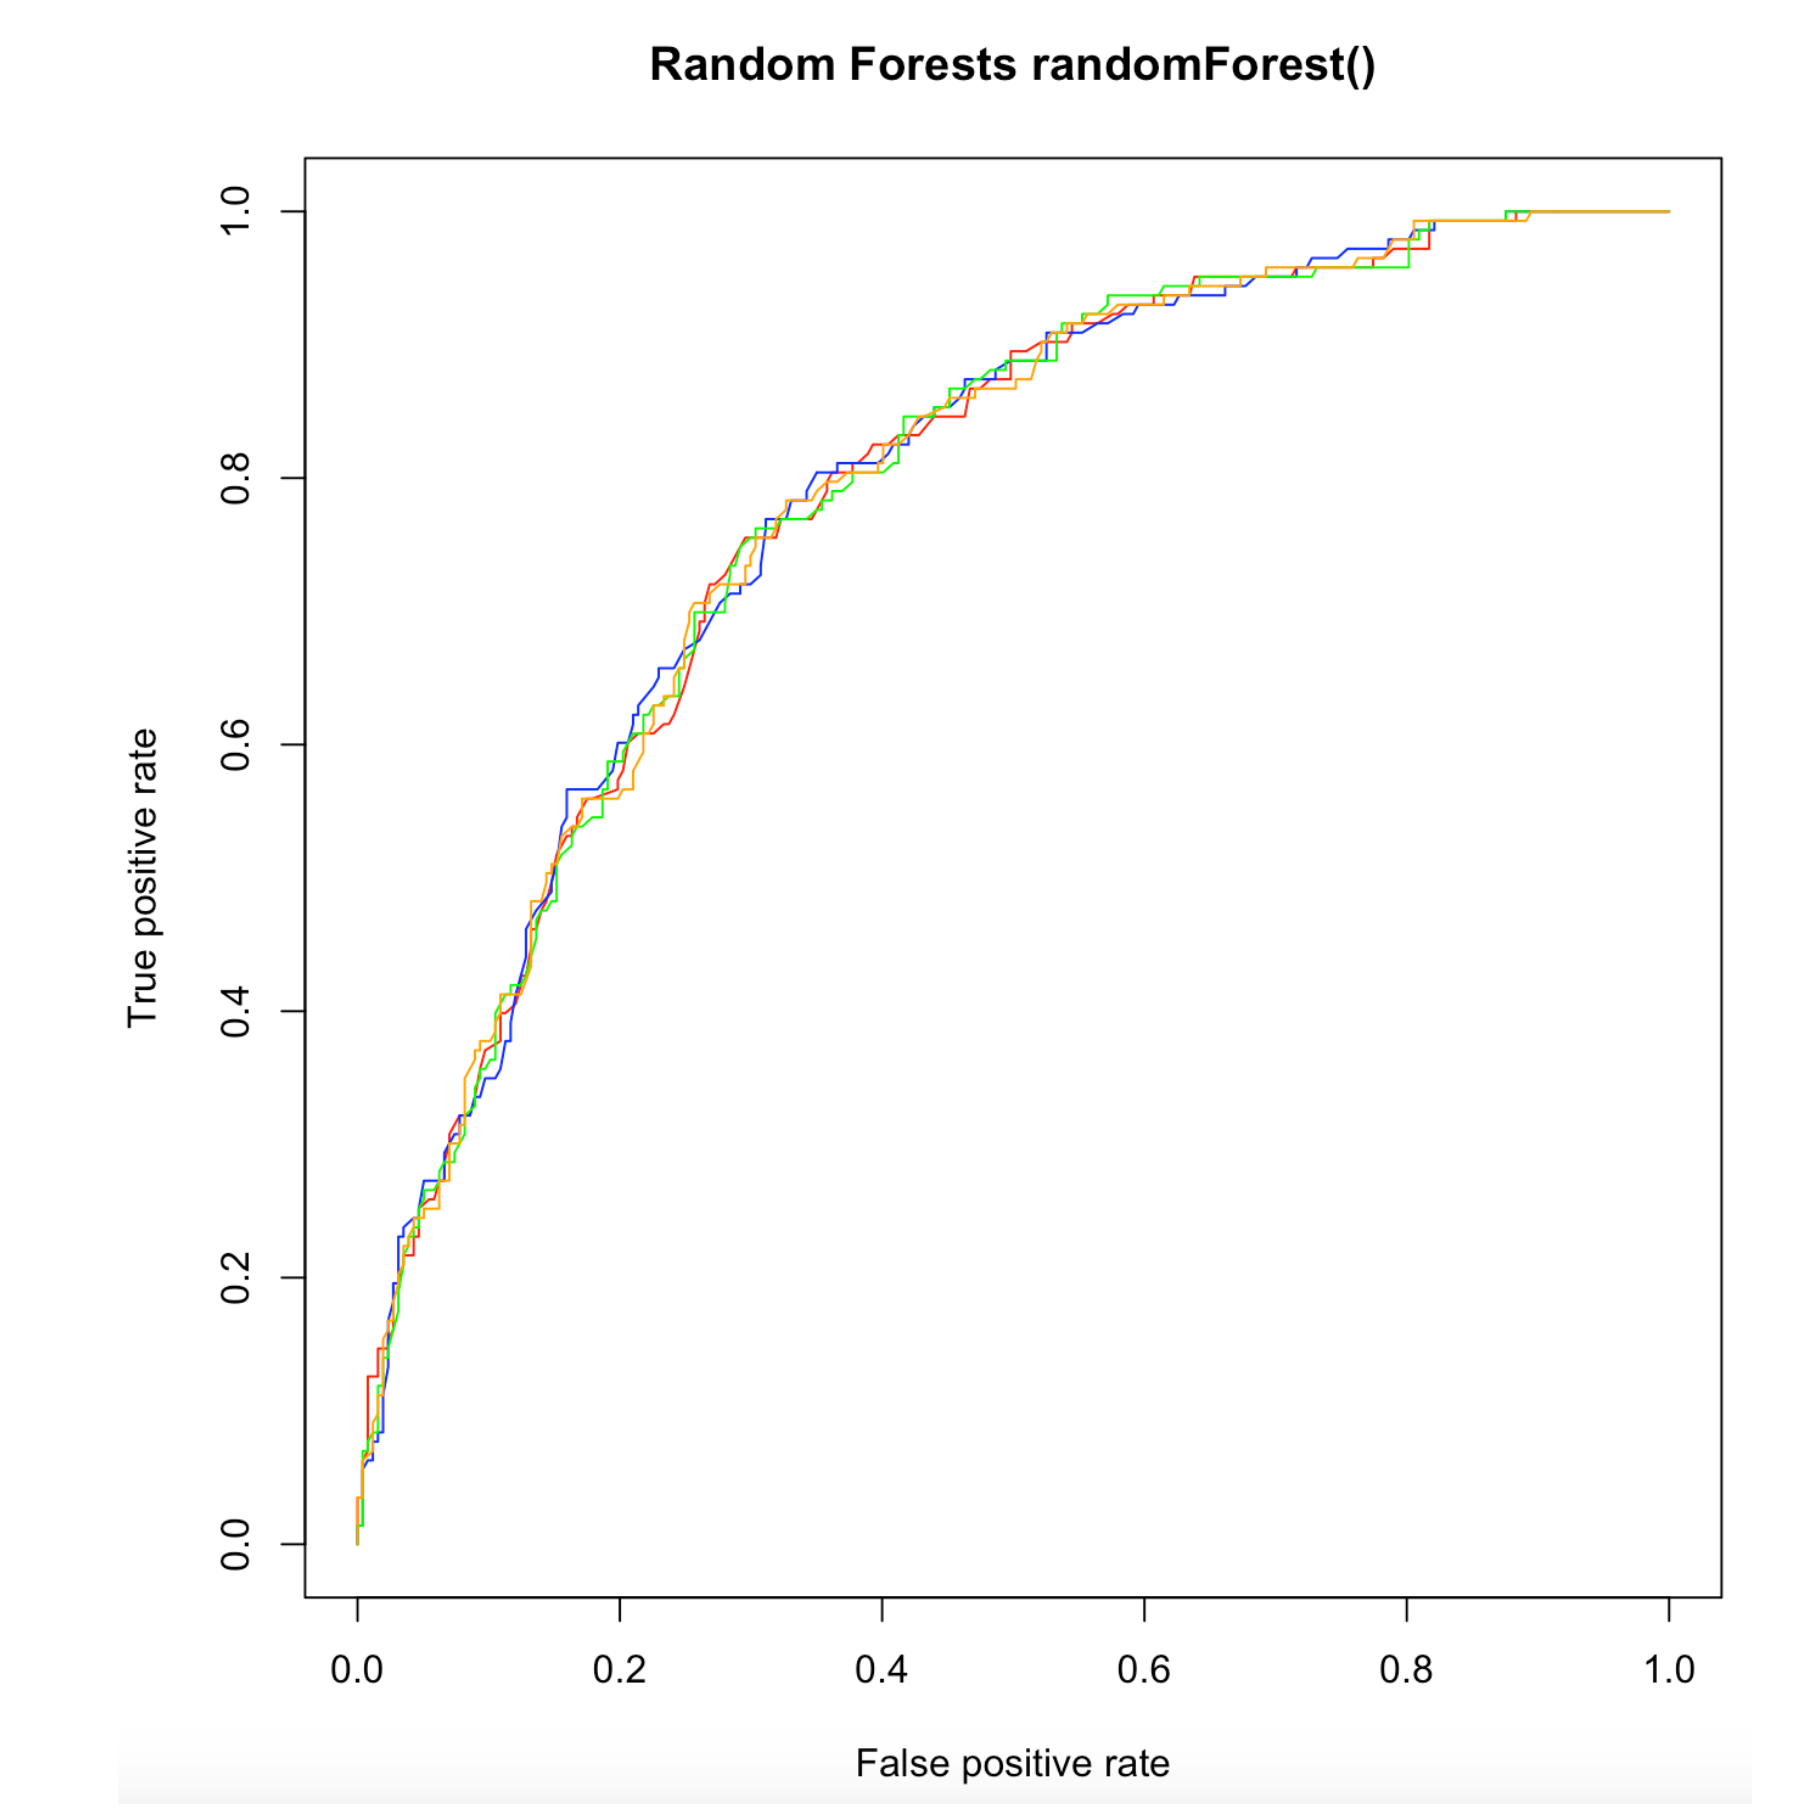 Random Forests randomForest()
True positive rate
1.0
0.8
0.6
0.4
0.2
0.0
0.0 0.2 0.4 0.6 0.8 1.0
False positive rate